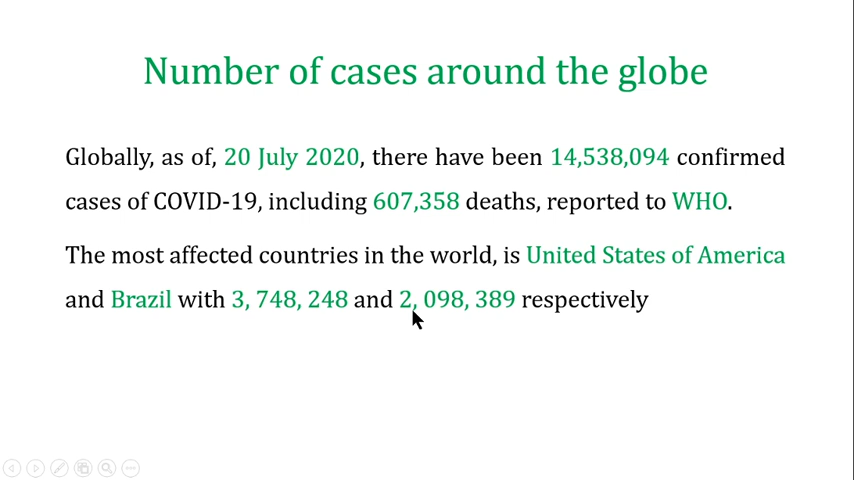 Number of cases around the globe
Globally, as of, 20 July 2020, there have been 14,538,094 confirmed
cases of COVID-19, including 607,358 deaths, reported to WHO.
The most affected countries in the world, is United States of America
and Brazil with 3, 748, 248 and 2, 098, 389 respectively